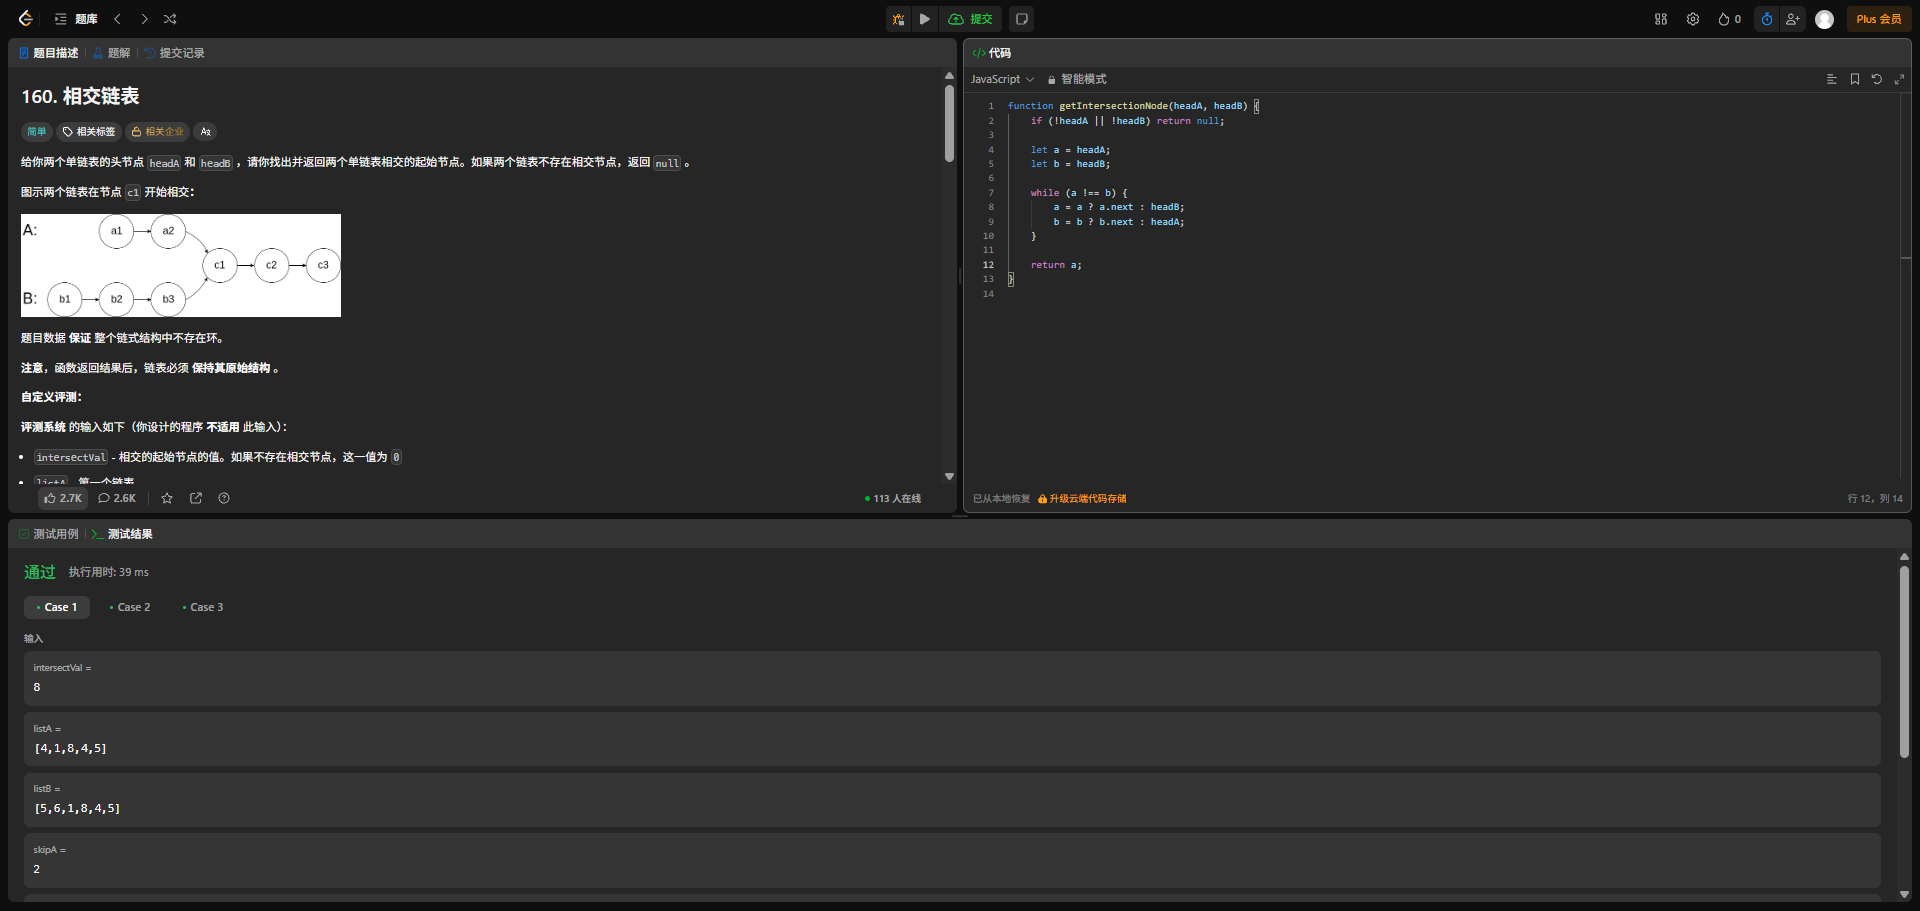 题库
提交
0
Plus 会员
题目描述
题解
提交记录
160. 相交链表
简单
相关标签
相关企业
给你两个单链表的头节点 headA 和 headB ，请你找出并返回两个单链表相交的起始节点。如果两个链表不存在相交节点，返回 null 。
图示两个链表在节点 c1 开始相交：
A:
a1
a2
c1
c2
c3
B:
b1
b2
b3
题目数据 保证 整个链式结构中不存在环。
注意，函数返回结果后，链表必须 保持其原始结构 。
自定义评测：
评测系统 的输入如下（你设计的程序 不适用 此输入）：
intersectVal - 相交的起始节点的值。如果不存在相交节点，这一值为 0
listA - 第一个链表
2.7K
2.6K
113 人在线
</> 代码
JavaScript
智能模式
1 function getIntersectionNode(headA, headB) {
2 if (!headA || !headB) return null;
3
4 let a = headA;
5 let b = headB;
6
7 while (a !== b) {
8 a = a ? a.next : headB;
9 b = b ? b.next : headA;
10 }
11
12 return a;
13 }
14
已从本地恢复
升级云端代码存储
行 12，列 14
测试用例
测试结果
通过
执行用时: 39 ms
Case 1
Case 2
Case 3
输入
intersectVal =
8
listA =
[4,1,8,4,5]
listB =
[5,6,1,8,4,5]
skipA =
2